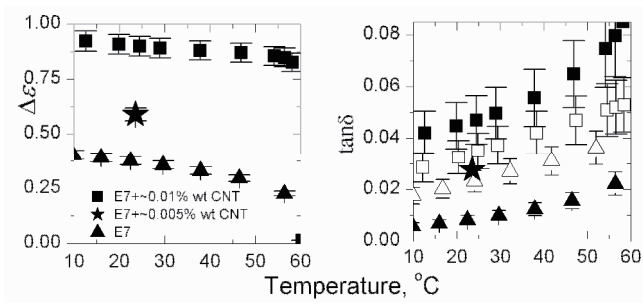 1.00
0.75
0.50
0.25
0.00
Δε
E7+~0.01% wt CNT
E7+~0.005% wt CNT
E7
10 20 30 40 50 60
0.08
0.06
0.04
0.02
0.00
tanδ
10 20 30 40 50 60
Temperature, °C